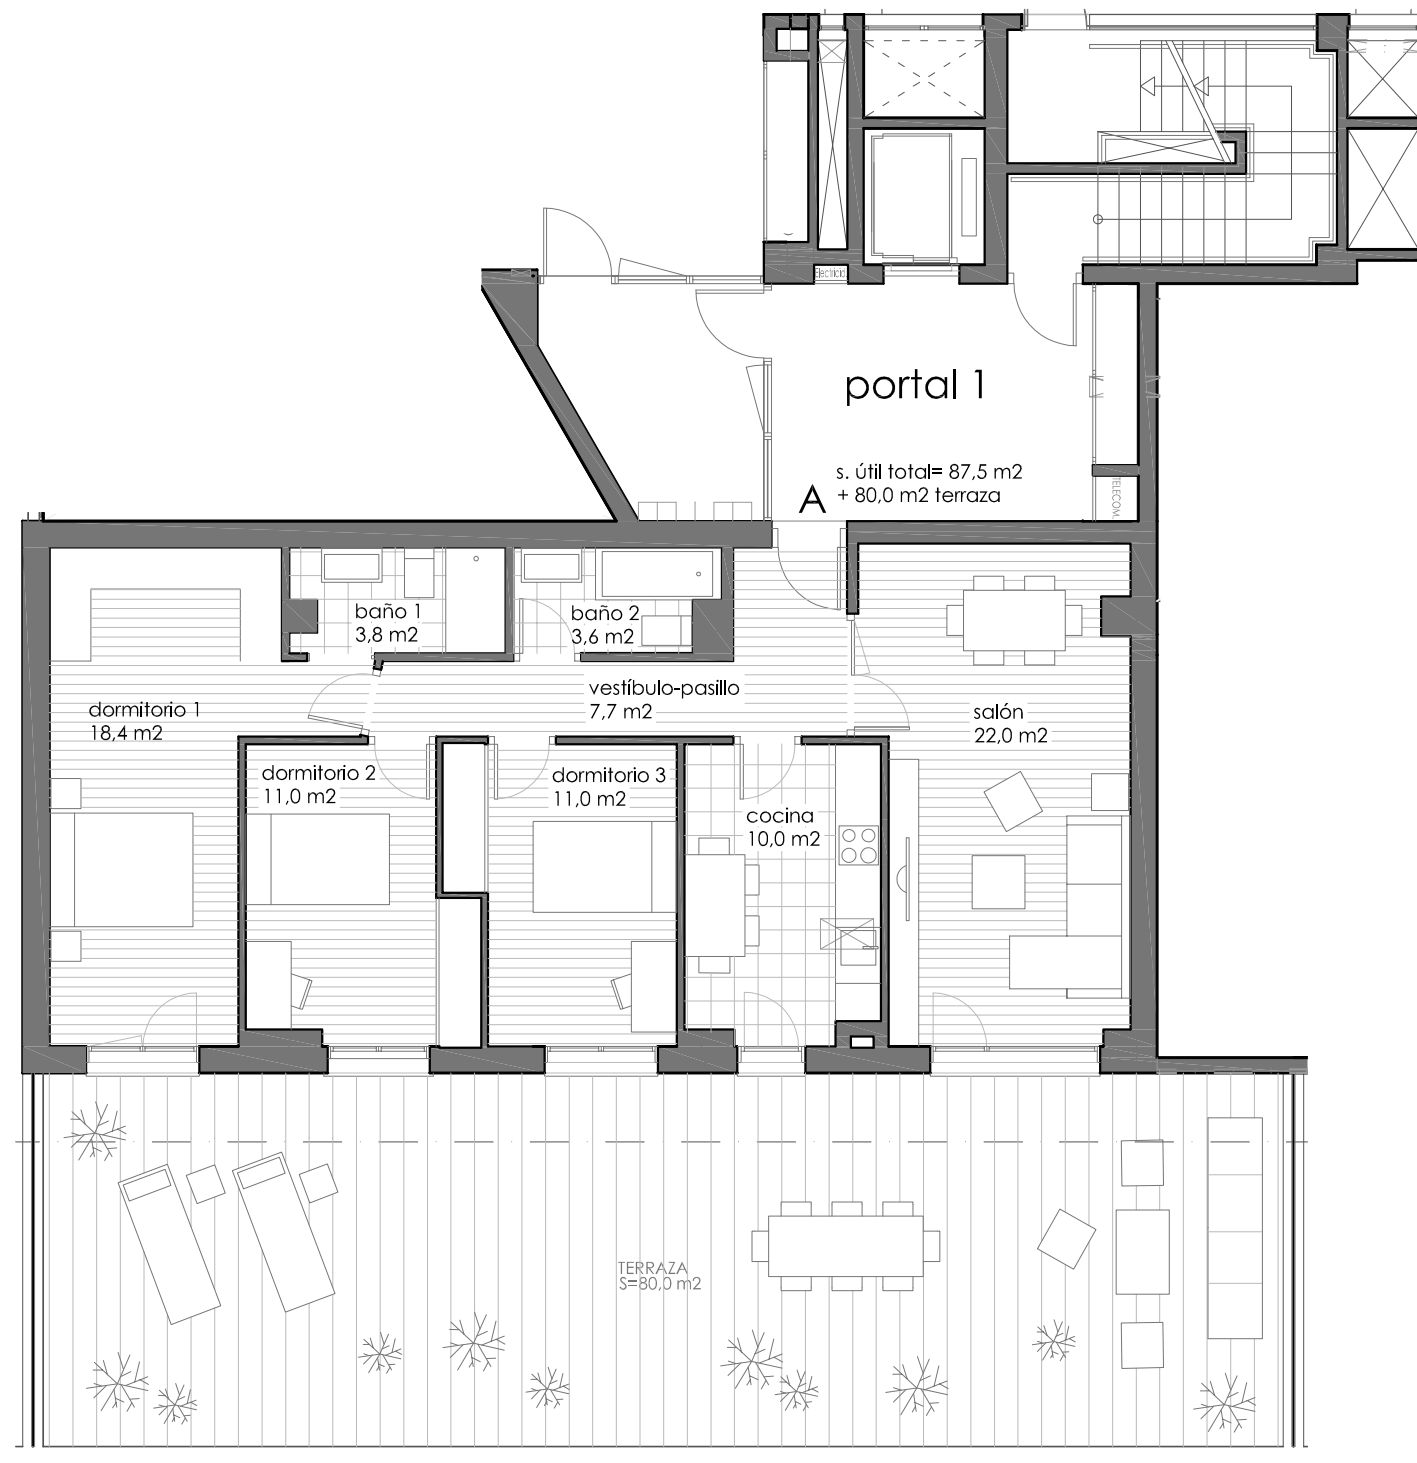 Electricid.
portal 1
s. útil total= 87,5 m2
A
+ 80,0 m2 terraza
TELECOM.
baño 1
3,8 m2
baño 2
3,6 m2
vestíbulo-pasillo
7,7 m2
dormitorio 1
18,4 m2
salón
22,0 m2
dormitorio 2
11,0 m2
dormitorio 3
11,0 m2
cocina
10,0 m2
TERRAZA
S=80,0 m2